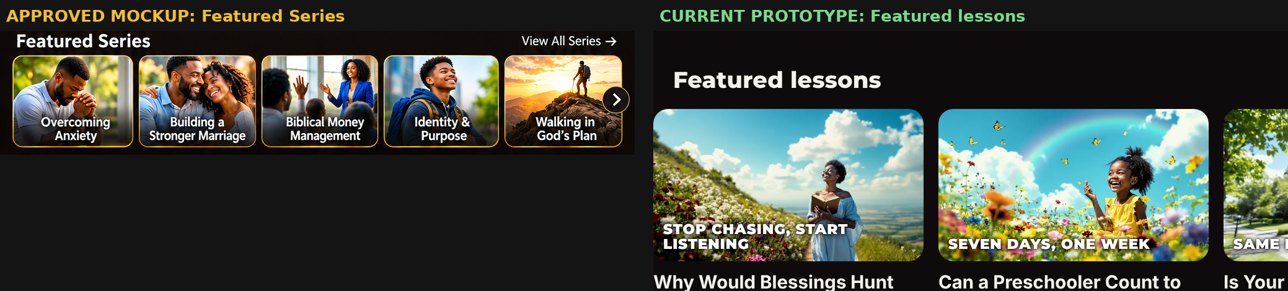 APPROVED MOCKUP: Featured Series
Featured Series
View All Series →
Overcoming
Anxiety
Building a
Stronger Marriage
Biblical Money
Management
Identity &
Purpose
Walking in
God's Plan
CURRENT PROTOTYPE: Featured lessons
Featured lessons
STOP CHASING, START
LISTENING
SEVEN DAYS, ONE WEEK
SAME
Why Would Blessings Hunt
Can a Preschooler Count to
Is Your